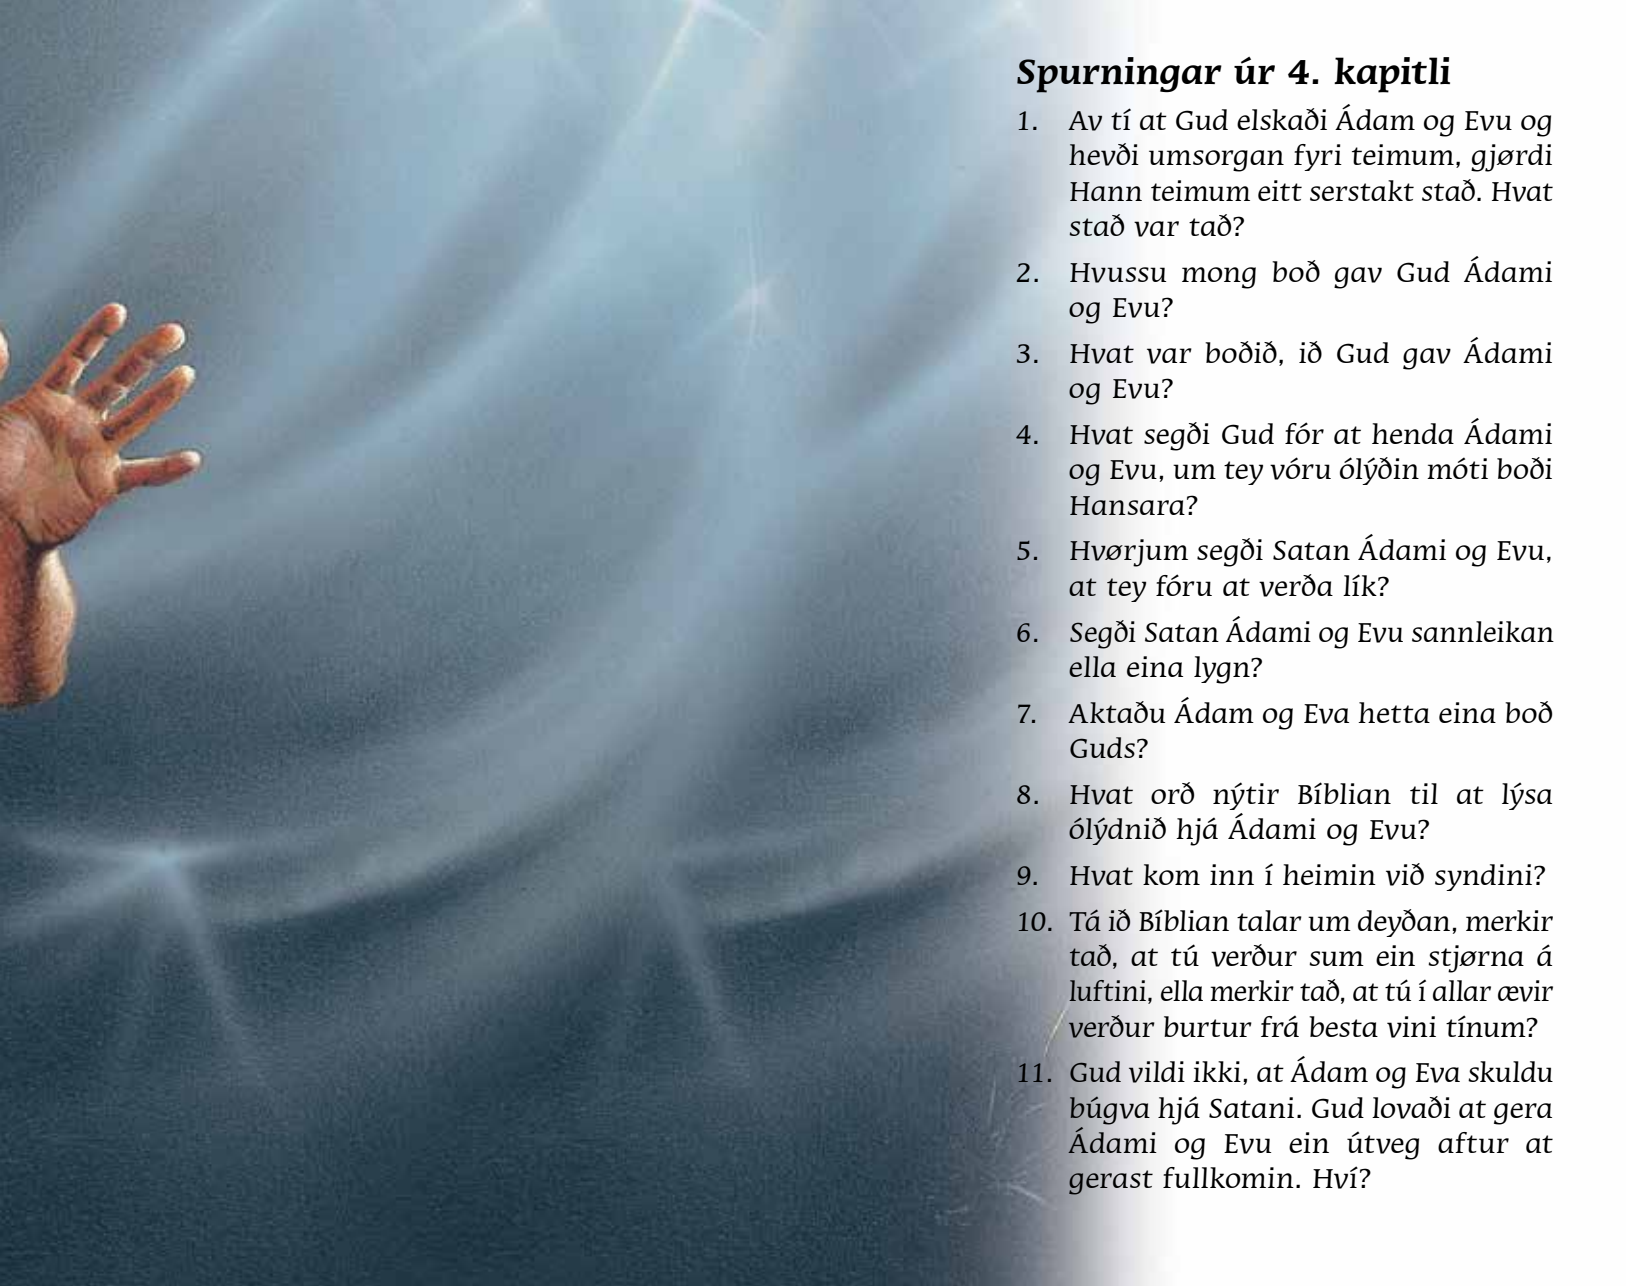 Spurningar úr 4. kapitli
1. Av tí at Gud elskaði Ádam og Evu og
hevði umsorgan fyri teimum, gjørdi
Hann teimum eitt serstakt stað. Hvat
stað var tað?
2. Hvussu mong boð gav Gud Ádami
og Evu?
3. Hvat var boðið, ið Gud gav Ádami
og Evu?
4. Hvat segði Gud fór at henda Ádami
og Evu, um tey vóru ólýðin móti boði
Hansara?
5. Hvørjum segði Satan Ádami og Evu,
at tey fóru at verða lík?
6. Segði Satan Ádami og Evu sannleikan
ella eina lygn?
7. Aktaðu Ádam og Eva hetta eina boð
Guds?
8. Hvat orð nýtir Bíblian til at lýsa
ólýdnið hjá Ádami og Evu?
9. Hvat kom inn í heimin við syndini?
10. Tá ið Bíblian talar um deyðan, merkir
tað, at tú verður sum ein stjørna á
luftini, ella merkir tað, at tú í allar ævir
verður burtur frá besta vini tínum?
11. Gud vildi ikki, at Ádam og Eva skuldu
búgva hjá Satani. Gud lovaði at gera
Ádami og Evu ein útveg aftur at
gerast fullkomin. Hví?